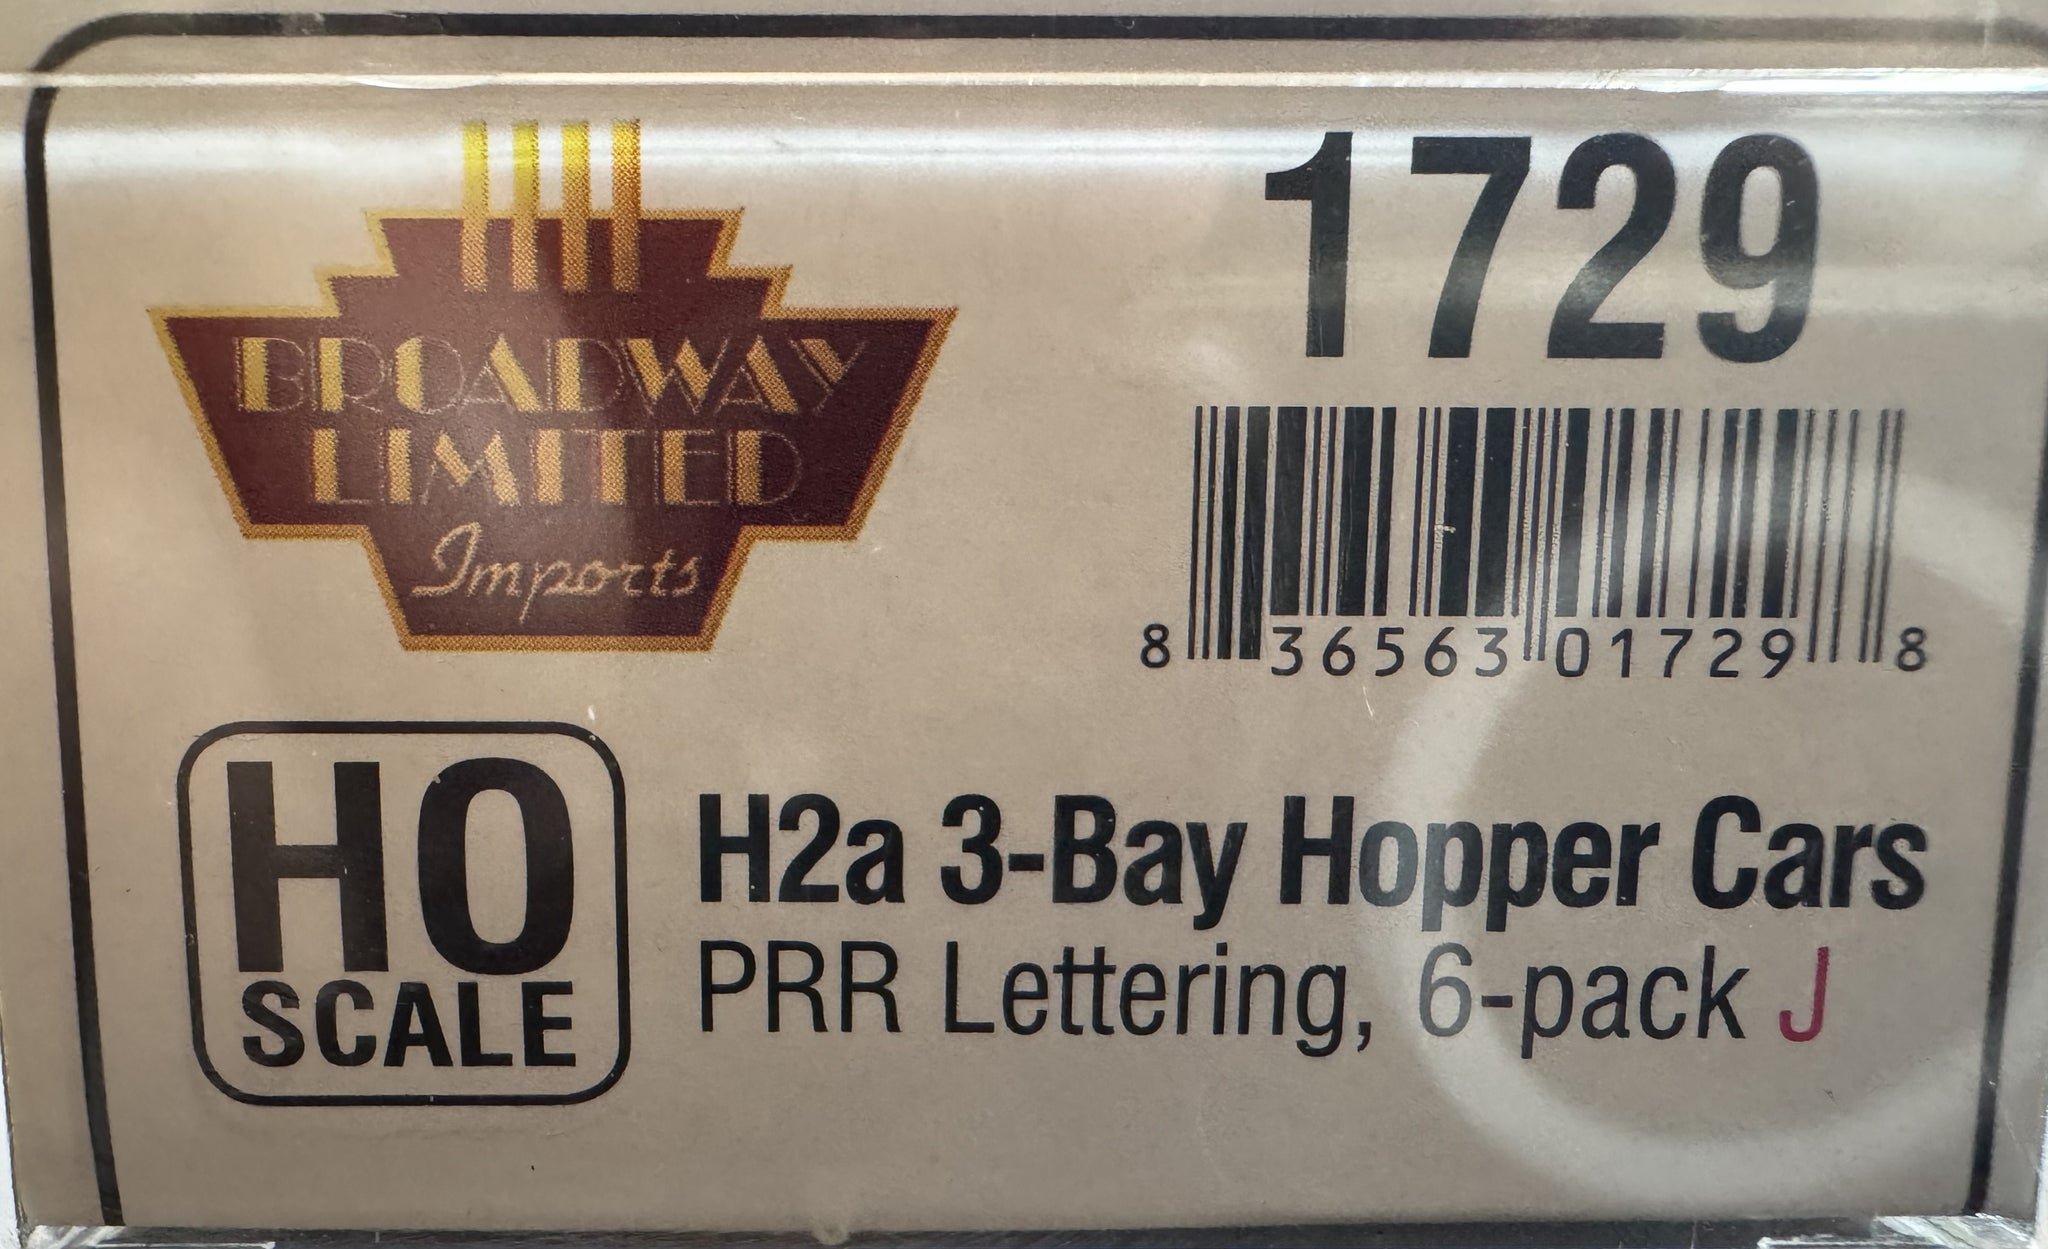 BROADWAY
LIMITED
Imports
1729
8 36563 01729 8
HO
SCALE
H2a 3-Bay Hopper Cars
PRR Lettering, 6-pack J